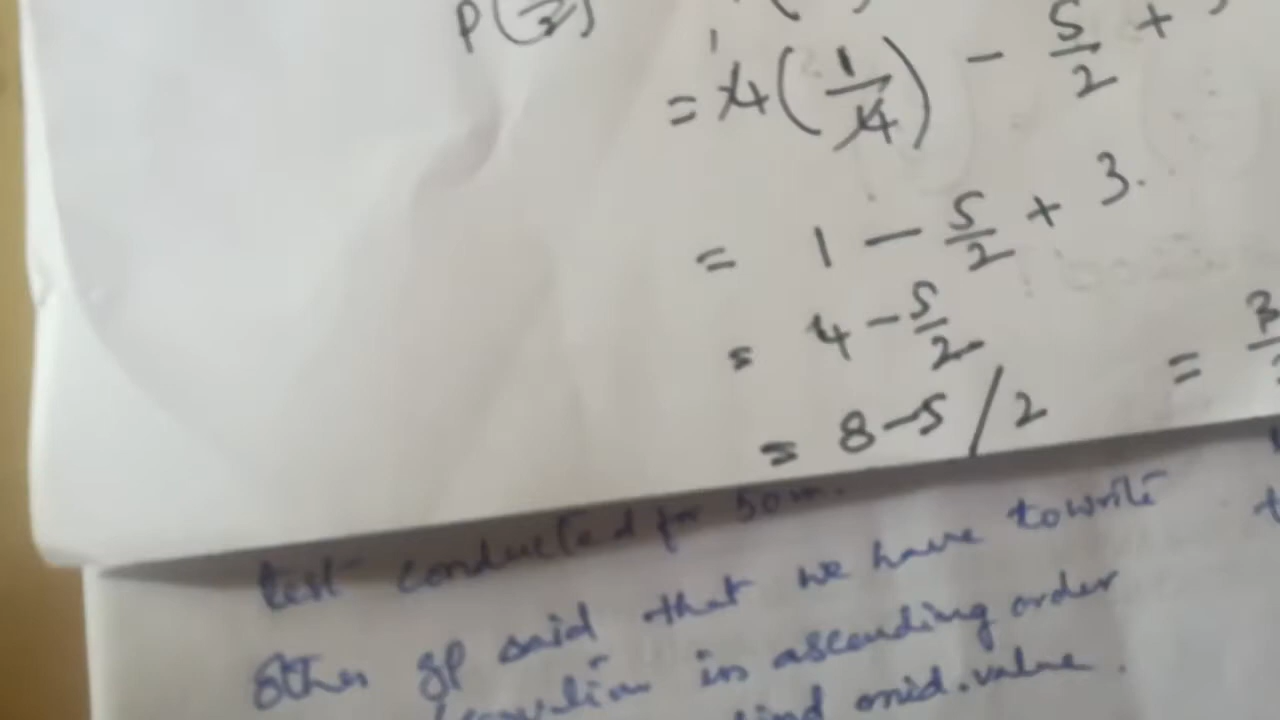 = 4(1/4) - 5/2 +
= 1 - 5/2 + 3.
= 4 - 5/2
= 8-5/2 =
test conducted for 50m.
Other gp said that we have to write
in ascending order
mid.value.